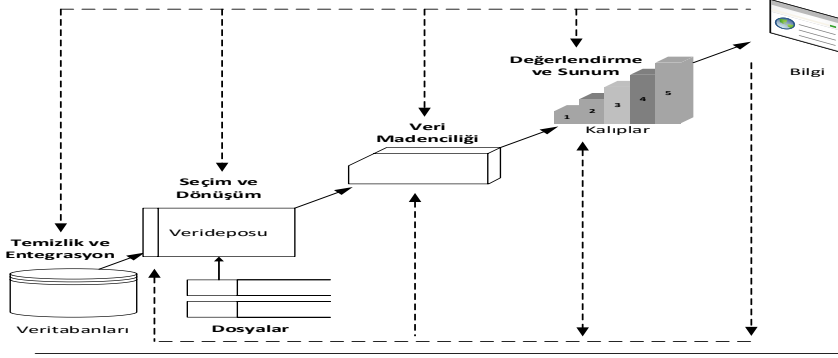 Değerlendirme
ve Sunum
Bilgi
1
2
3
4
5
Kalıplar
Veri
Madenciliği
Seçim ve
Dönüşüm
Verideposu
Temizlik ve
Entegrasyon
Veritabanları
Dosyalar